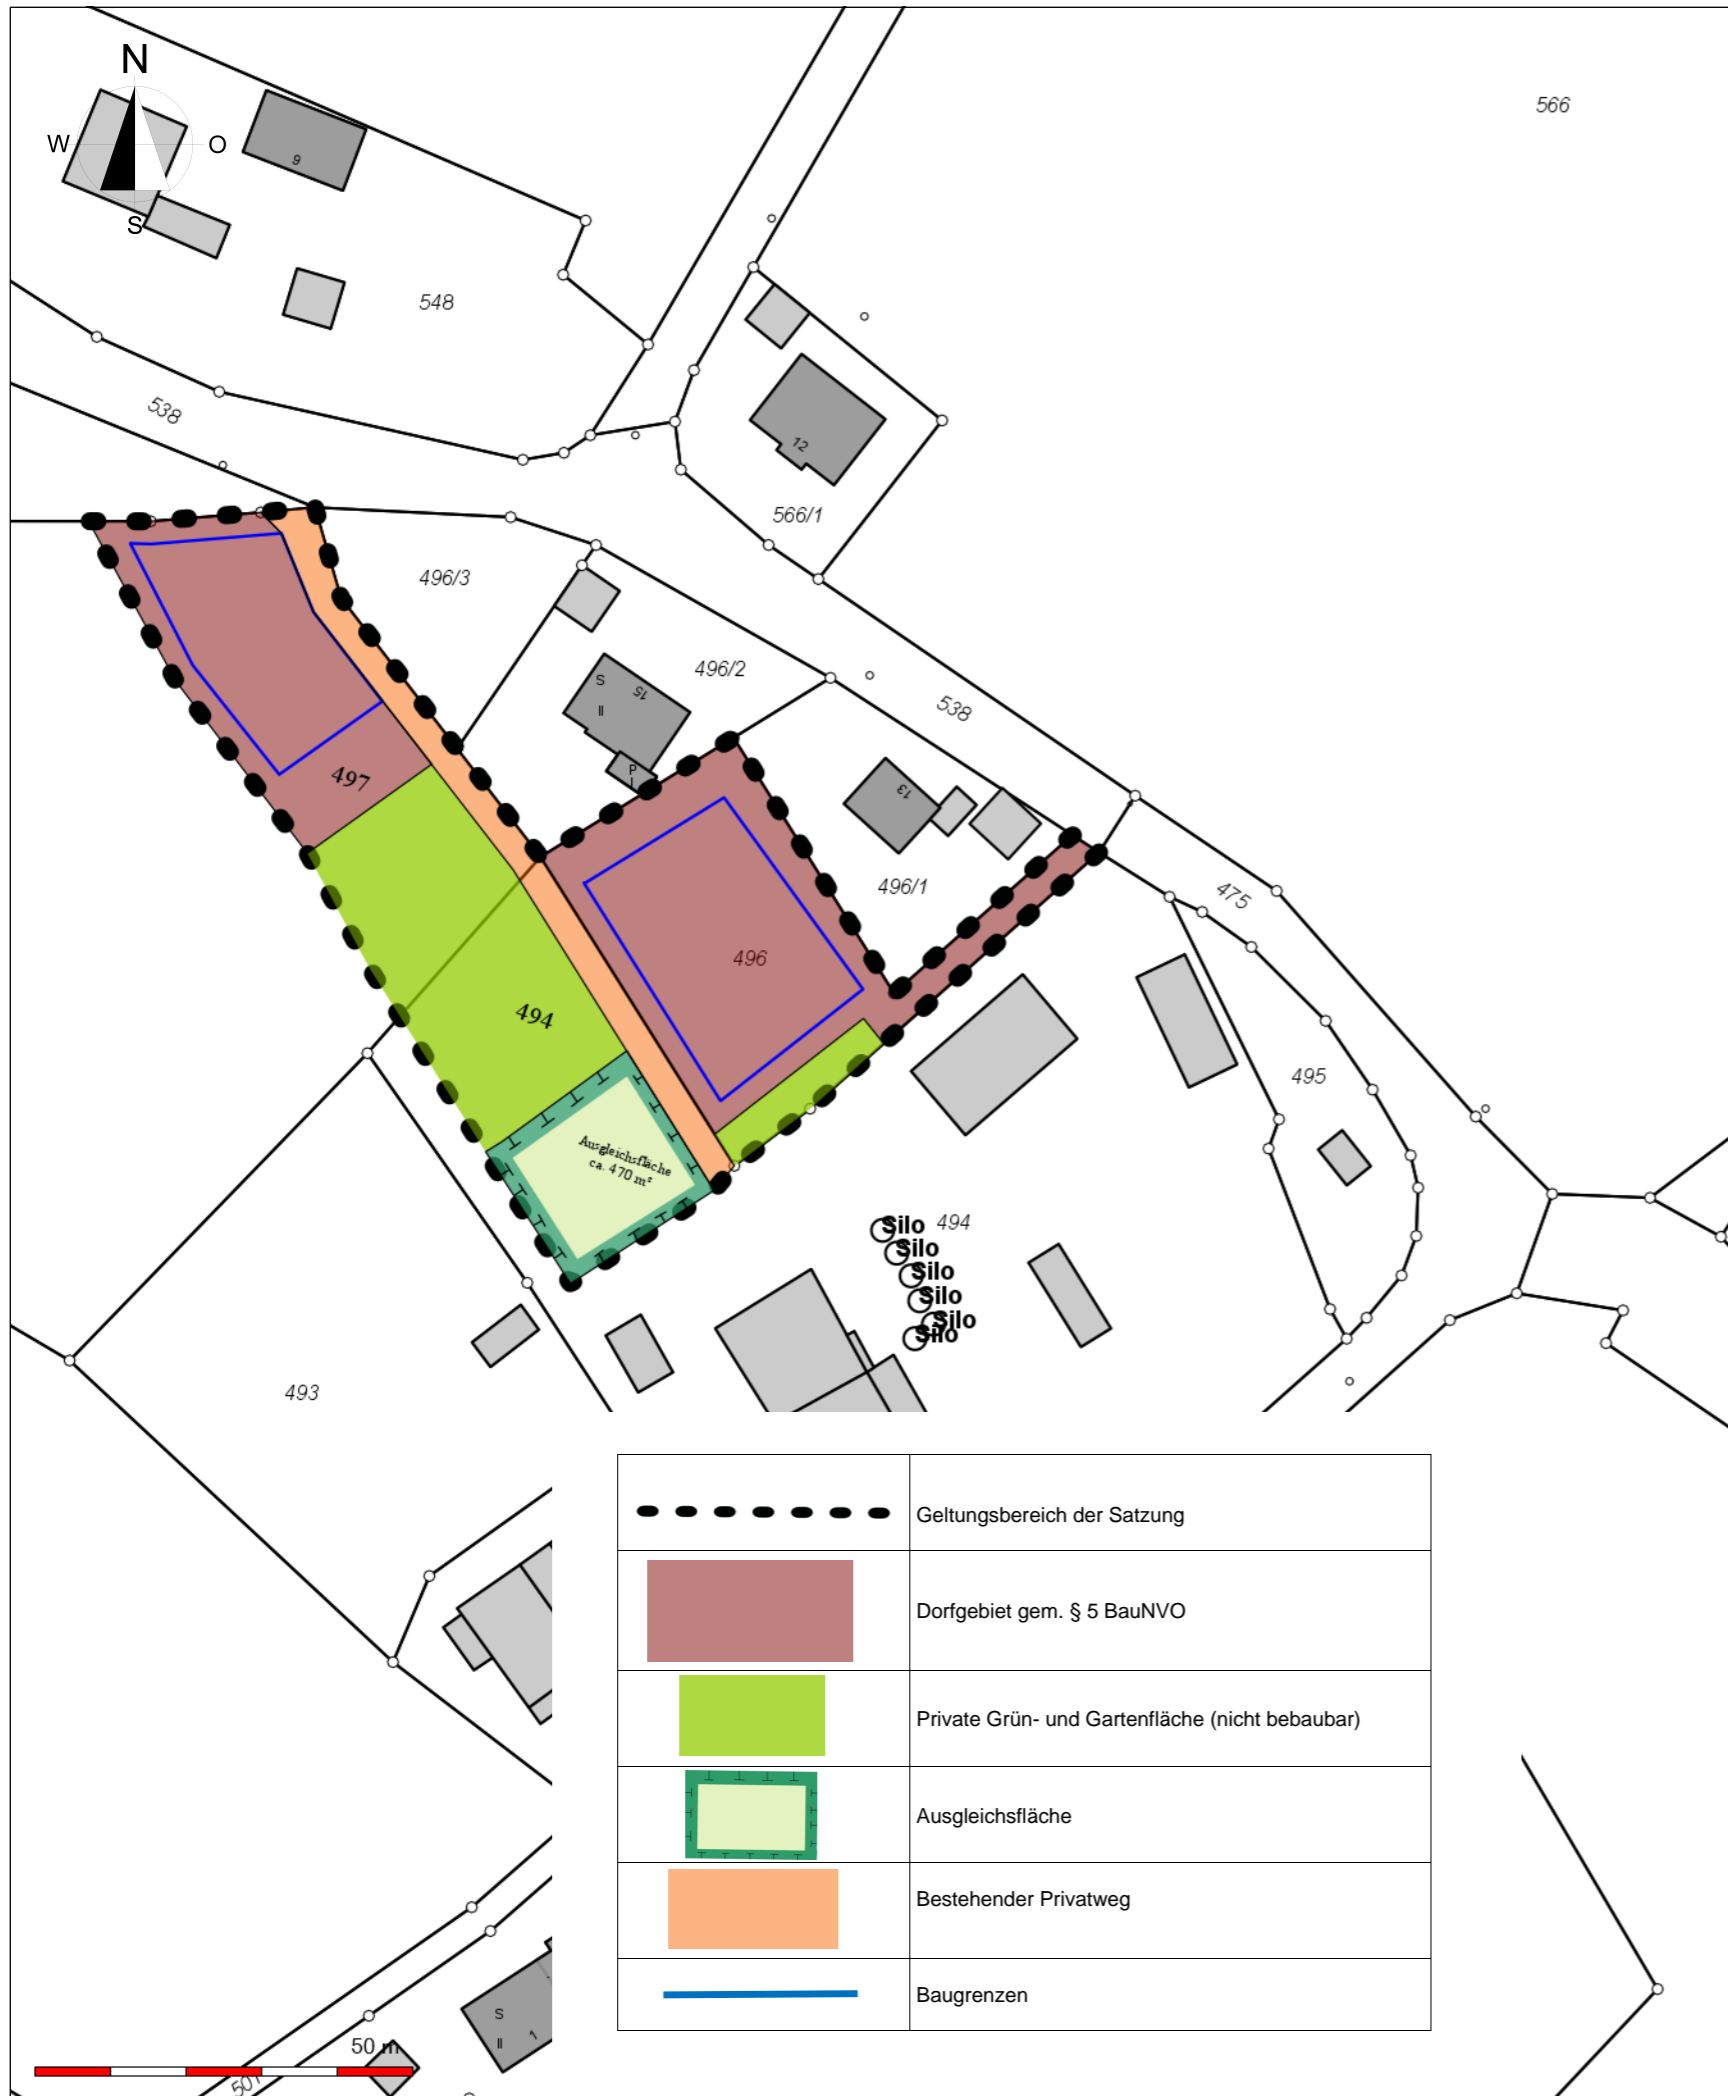 N
W
O
S
9
548
566
538
12
566/1
496/3
496/2
S
15
II
P
I
538
13
497
496/1
475
496
494
495
Ausgleichsfläche
ca. 470 m²
494
Silo
Silo
Silo
Silo
Silo
Silo
493
Geltungsbereich der Satzung
Dorfgebiet gem. § 5 BauNVO
Private Grün- und Gartenfläche (nicht bebaubar)
Ausgleichsfläche
Bestehender Privatweg
Baugrenzen
S
II
1
50 m